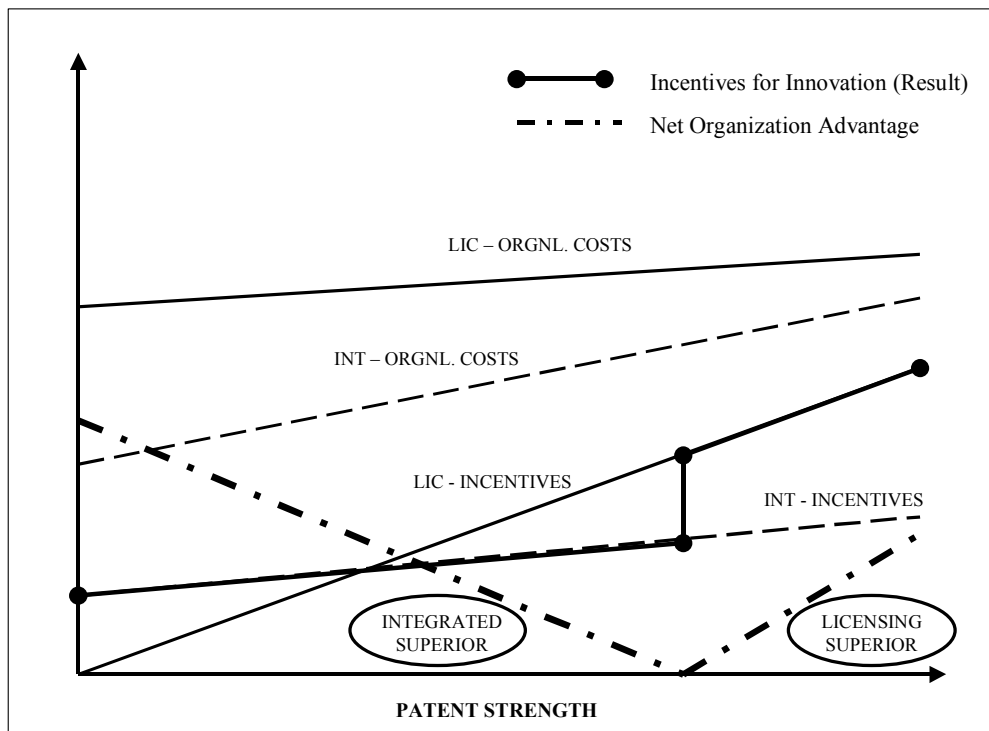 Incentives for Innovation (Result)
Net Organization Advantage
LIC – ORGNL. COSTS
INT – ORGNL. COSTS
LIC - INCENTIVES
INT - INCENTIVES
INTEGRATED
SUPERIOR
LICENSING
SUPERIOR
PATENT STRENGTH